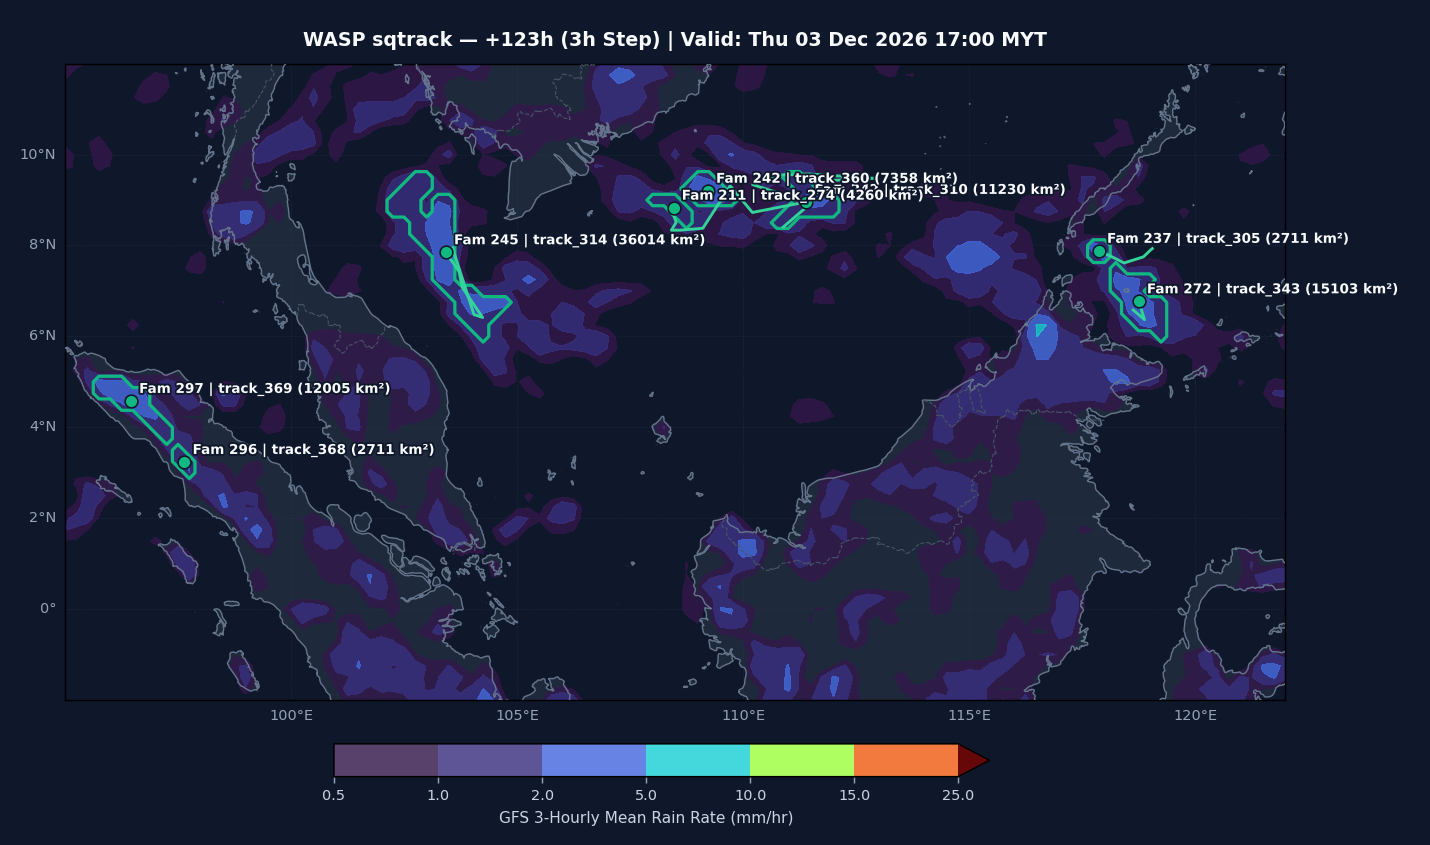 WASP sqtrack — +123h (3h Step) | Valid: Thu 03 Dec 2026 17:00 MYT
10°N
8°N
6°N
4°N
2°N
0°
Fam 242 | track_360 (7358 km²)
track_310 (11230 km²)
Fam 211 | track_274 (4260 km²)
Fam 245 | track_314 (36014 km²)
Fam 237 | track_305 (2711 km²)
Fam 272 | track_343 (15103 km²)
Fam 297 | track_369 (12005 km²)
Fam 296 | track_368 (2711 km²)
100°E 105°E 110°E 115°E 120°E
0.5 1.0 2.0 5.0 10.0 15.0 25.0
GFS 3-Hourly Mean Rain Rate (mm/hr)